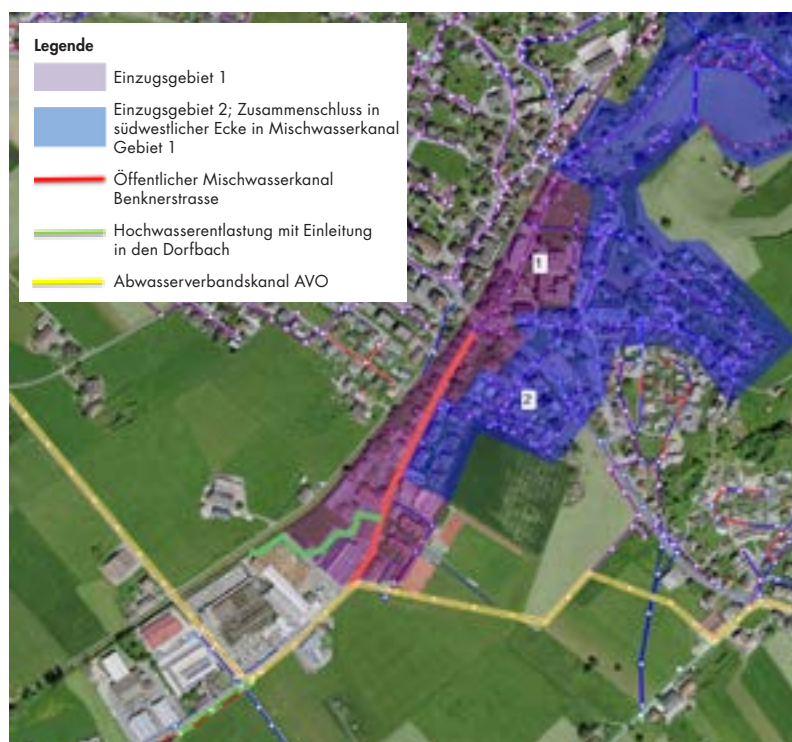 Legende
Einzugsgebiet 1
Einzugsgebiet 2; Zusammenschluss in
südwestlicher Ecke in Mischwasserkanal
Gebiet 1
Öffentlicher Mischwasserkanal
Benknerstrasse
Hochwasserentlastung mit Einleitung
in den Dorfbach
Abwasserverbandskanal AVO
1
2